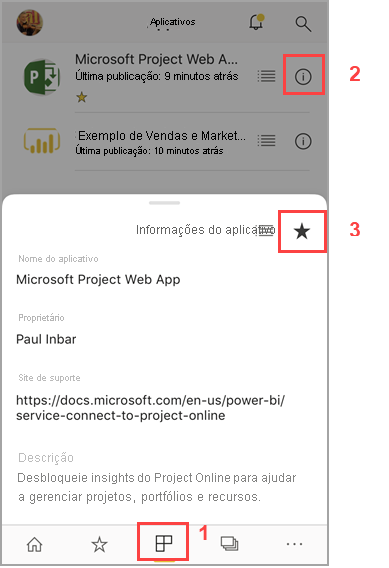 Aplicativos
Microsoft Project Web A...
Última publicação: 9 minutos atrás
2
Exemplo de Vendas e Market...
Última publicação: 10 minutos atrás
Informações do aplicativo
3
Nome do aplicativo
Microsoft Project Web App
Proprietário
Paul Inbar
Site de suporte
https://docs.microsoft.com/en-us/power-bi/
service-connect-to-project-online
Descrição
Desbloqueie insights do Project Online para ajudar
a gerenciar projetos, portfólios e recursos.
1